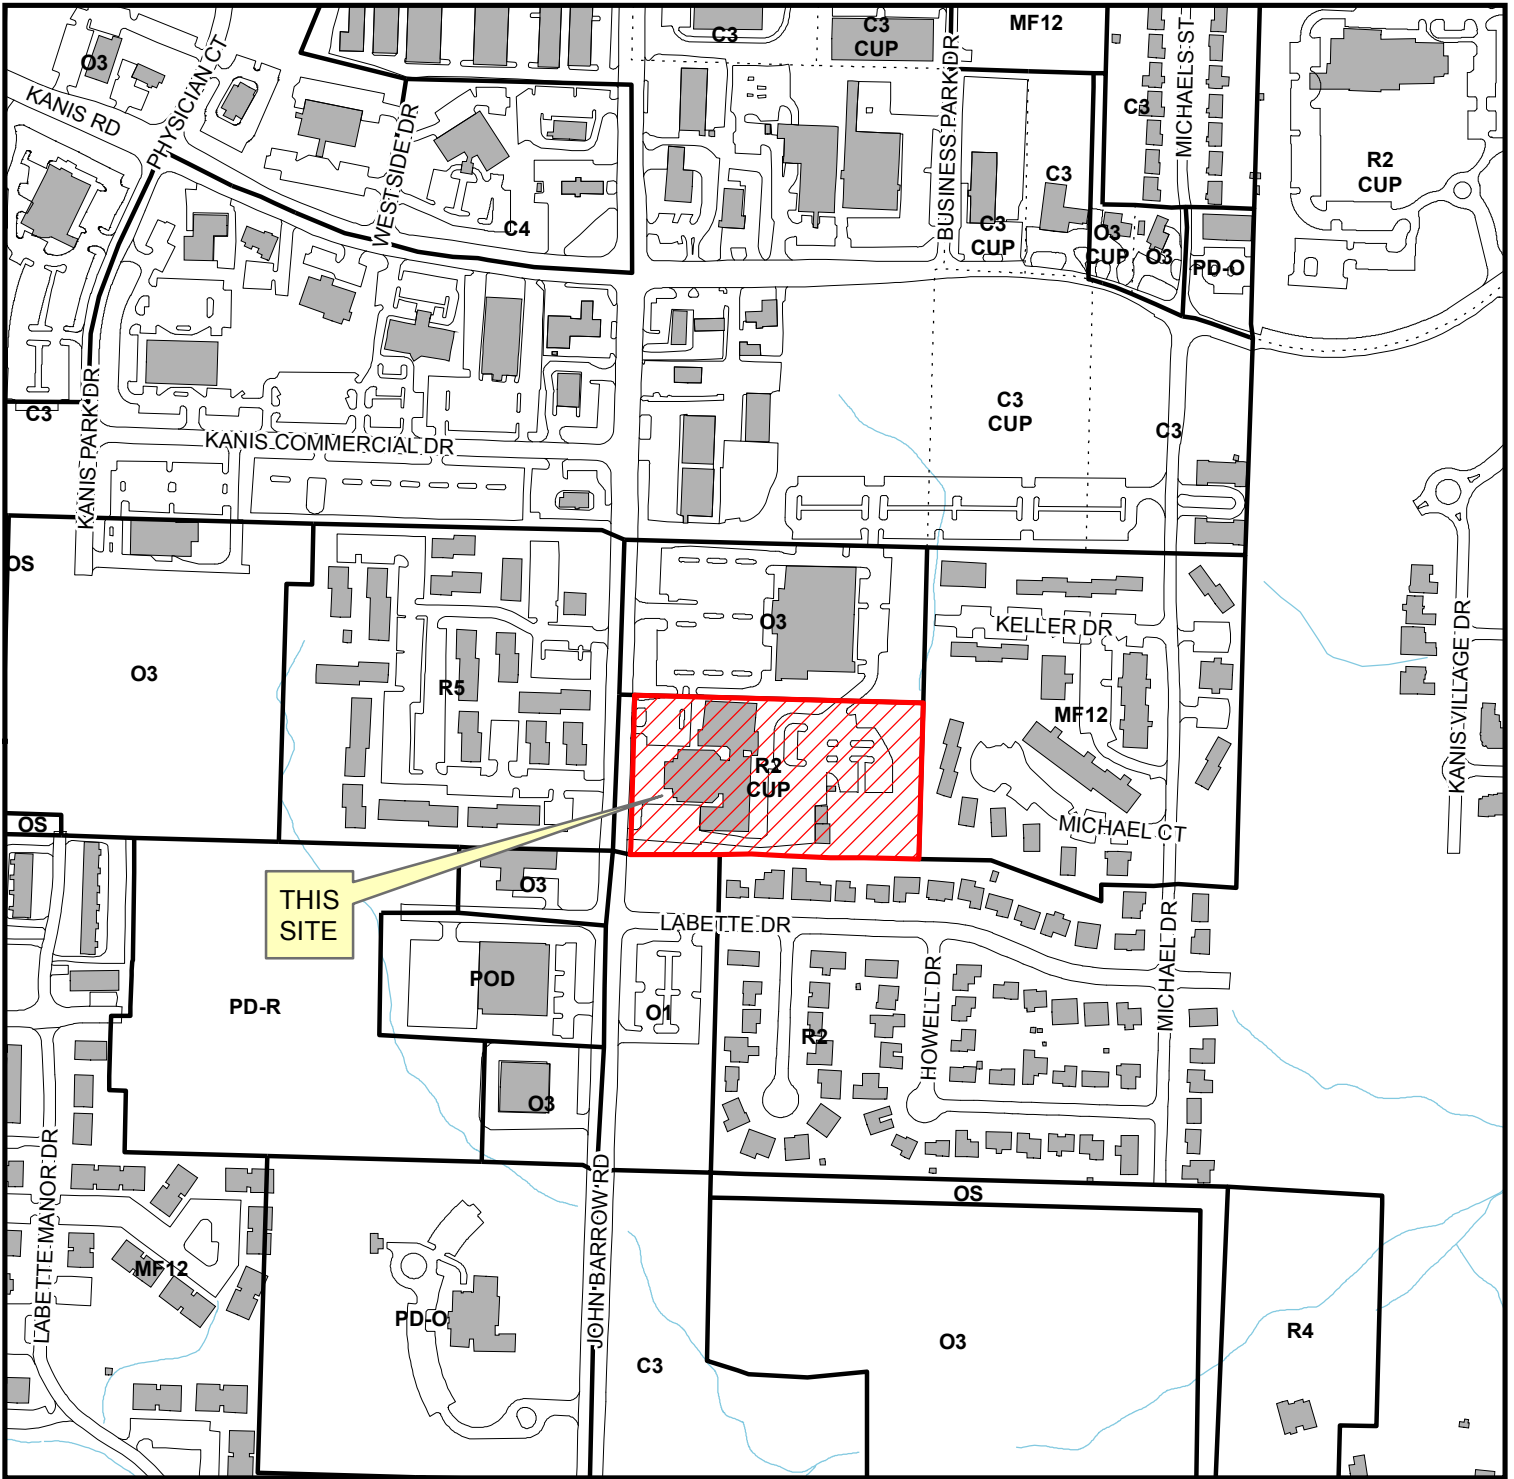 C3
C3
CUP
MF12
O3
KANIS RD
PHYSICIAN CT
WESTSIDE DR
BUSINESS PARK DR
C3
MICHAEL ST
R2
CUP
C3
C4
C3
CUP
O3
CUP
O3
PD-O
C3
KANIS PARK DR
KANIS COMMERCIAL DR
C3
CUP
C3
OS
O3
R5
O3
KELLER DR
MF12
KANIS VILLAGE DR
R2
CUP
MICHAEL CT
OS
THIS
SITE
O3
LABETTE DR
POD
PD-R
O1
R2
HOWELL DR
MICHAEL DR
O3
LABETTE MANOR DR
JOHN BARROW RD
OS
MF12
PD-O
C3
O3
R4